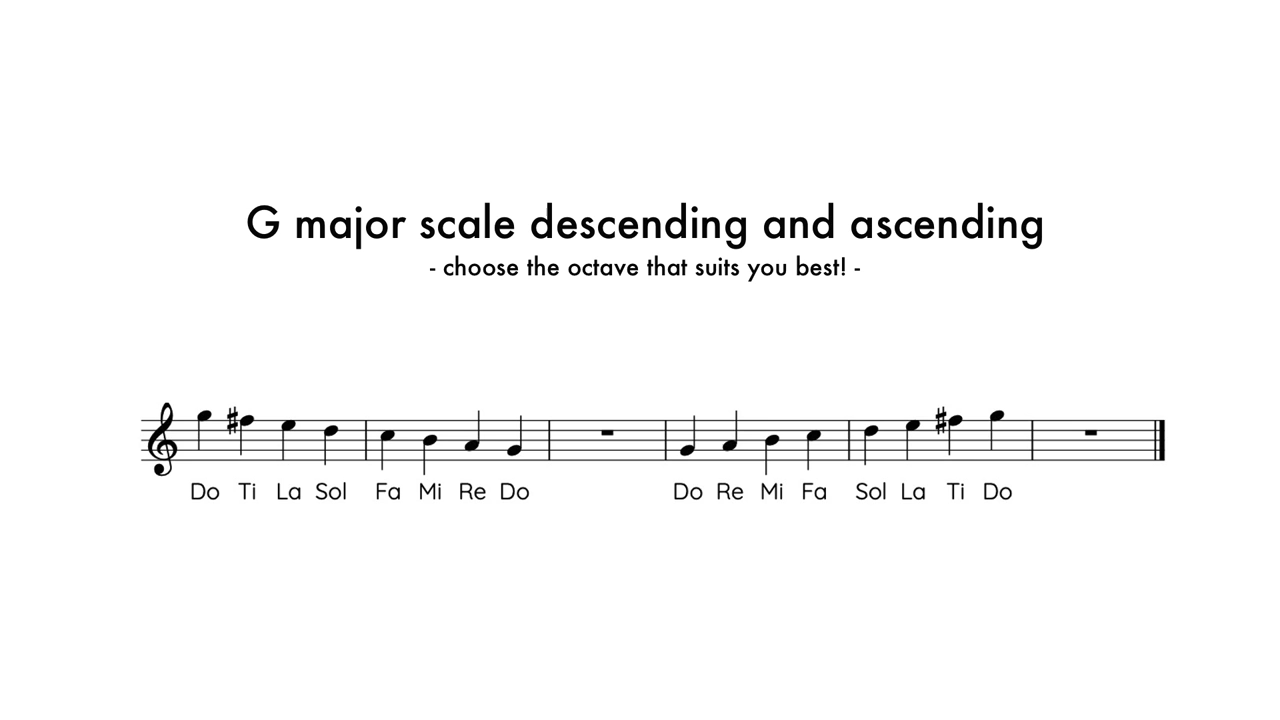 G major scale descending and ascending
- choose the octave that suits you best! -
Do Ti La Sol Fa Mi Re Do Do Re Mi Fa Sol La Ti Do